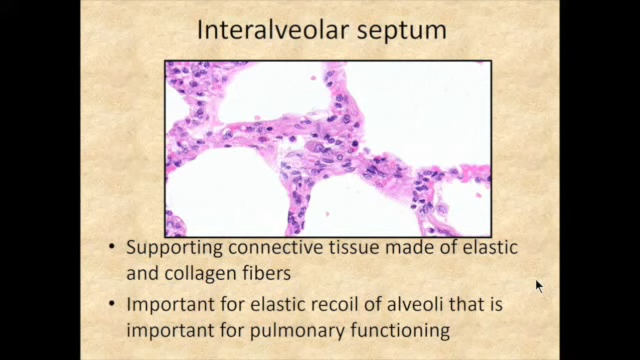 Interalveolar septum
• Supporting connective tissue made of elastic
and collagen fibers
• Important for elastic recoil of alveoli that is
important for pulmonary functioning